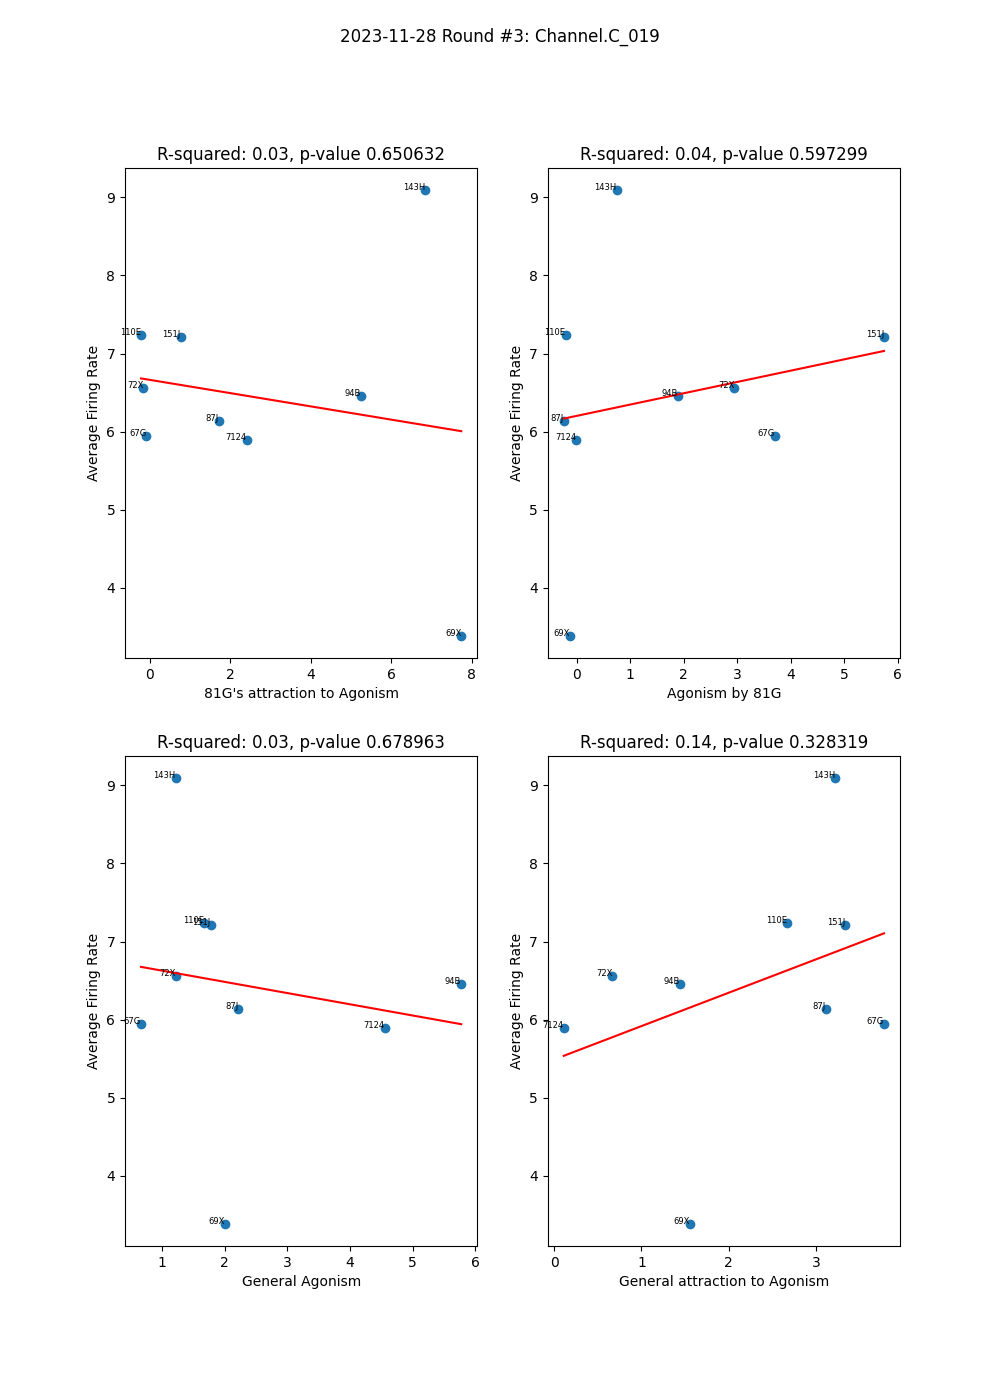 2023-11-28 Round #3: Channel.C_019
R-squared: 0.03, p-value 0.650632
9
8
7
6
5
4
Average Firing Rate
143H
110E
151J
72X
94B
87J
67G
7124
69X
0 2 4 6 8
81G's attraction to Agonism
R-squared: 0.04, p-value 0.597299
9
8
7
6
5
4
Average Firing Rate
143H
110E
151J
72X
94B
87J
67G
7124
69X
0 1 2 3 4 5 6
Agonism by 81G
R-squared: 0.03, p-value 0.678963
9
8
7
6
5
4
Average Firing Rate
143H
110E
151J
72X
94B
87J
67G
7124
69X
1 2 3 4 5 6
General Agonism
R-squared: 0.14, p-value 0.328319
9
8
7
6
5
4
Average Firing Rate
143H
110E
151J
72X
94B
87J
67G
7124
69X
0 1 2 3
General attraction to Agonism